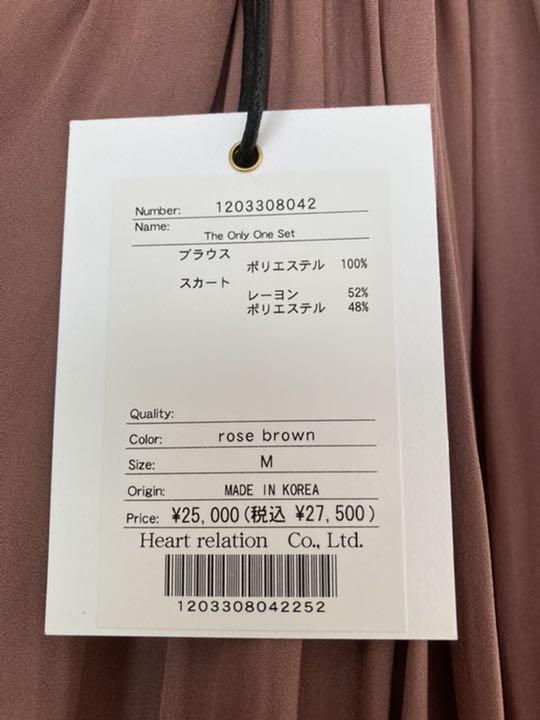 Number: 1203308042
Name: The Only One Set
ブラウス
ポリエステル 100%
スカート
レーヨン 52%
ポリエステル 48%
Quality:
Color: rose brown
Size: M
Origin: MADE IN KOREA
Price: ¥25,000(税込 ¥27,500)
Heart relation Co., Ltd.
1203308042252